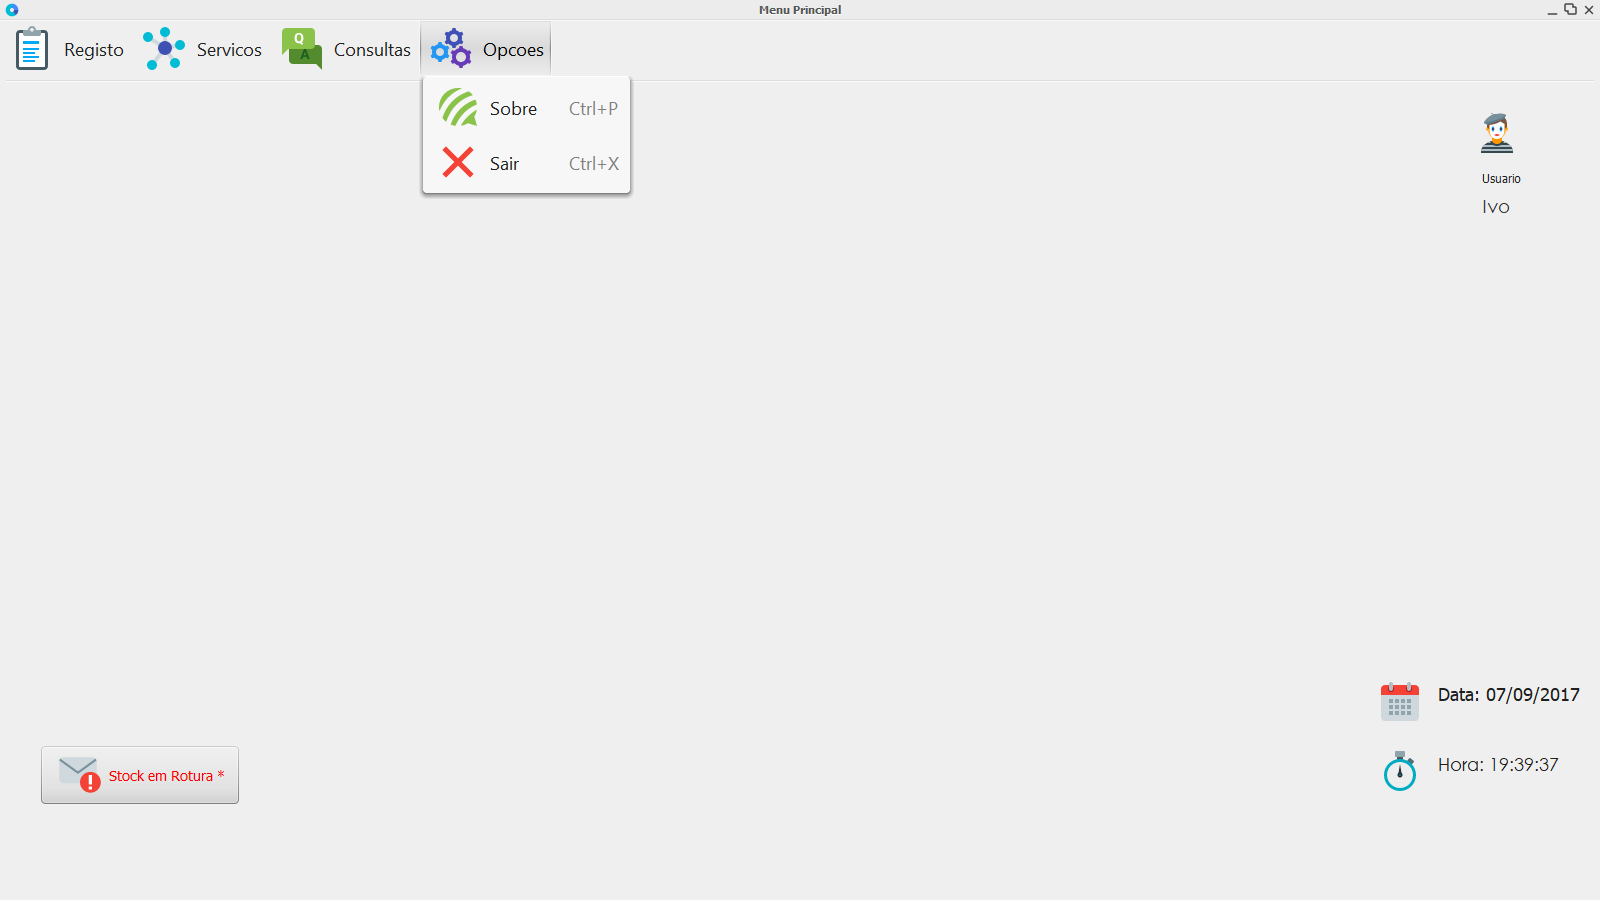 Menu Principal
Registo Servicos Q A Consultas Opcoes
Sobre Ctrl+P
Sair Ctrl+X
Usuario
Ivo
Data: 07/09/2017
Hora: 19:39:37
Stock em Rotura *